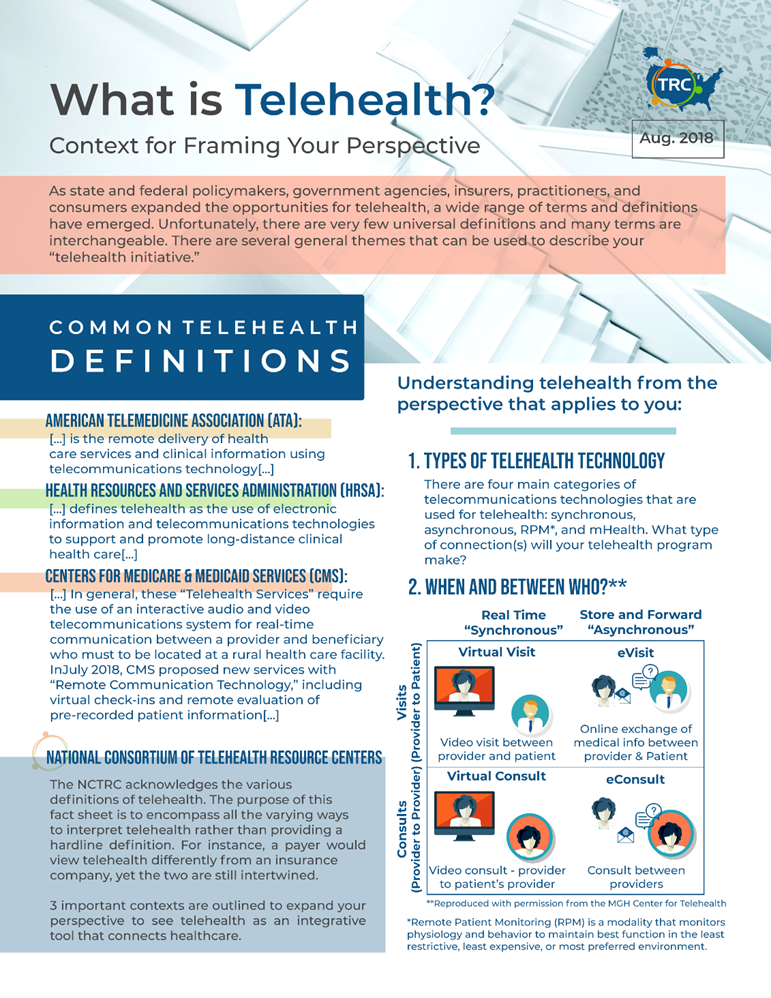 What is Telehealth?
Context for Framing Your Perspective
TRC
Aug. 2018
As state and federal policymakers, government agencies, insurers, practitioners, and
consumers expanded the opportunities for telehealth, a wide range of terms and definitions
have emerged. Unfortunately, there are very few universal definitions and many terms are
interchangeable. There are several general themes that can be used to describe your
“telehealth initiative.”
COMMON TELEHEALTH
DEFINITIONS
AMERICAN TELEMEDICINE ASSOCIATION (ATA):
[...] is the remote delivery of health
care services and clinical information using
telecommunications technology[...]
HEALTH RESOURCES AND SERVICES ADMINISTRATION (HRSA):
[...] defines telehealth as the use of electronic
information and telecommunications technologies
to support and promote long-distance clinical
health care[...]
CENTERS FOR MEDICARE & MEDICAID SERVICES (CMS):
[...] In general, these “Telehealth Services” require
the use of an interactive audio and video
telecommunications system for real-time
communication between a provider and beneficiary
who must to be located at a rural health care facility.
InJuly 2018, CMS proposed new services with
“Remote Communication Technology,” including
virtual check-ins and remote evaluation of
pre-recorded patient information[...]
NATIONAL CONSORTIUM OF TELEHEALTH RESOURCE CENTERS
The NCTRC acknowledges the various
definitions of telehealth. The purpose of this
fact sheet is to encompass all the varying ways
to interpret telehealth rather than providing a
hardline definition. For instance, a payer would
view telehealth differently from an insurance
company, yet the two are still intertwined.
3 important contexts are outlined to expand your
perspective to see telehealth as an integrative
tool that connects healthcare.
Understanding telehealth from the
perspective that applies to you:
1. TYPES OF TELEHEALTH TECHNOLOGY
There are four main categories of
telecommunications technologies that are
used for telehealth: synchronous,
asynchronous, RPM*, and mHealth. What type
of connection(s) will your telehealth program
make?
2. WHEN AND BETWEEN WHO?**
Real Time
“Synchronous”
Store and Forward
“Asynchronous”
Visits
(Provider to Patient)
Virtual Visit
Video visit between
provider and patient
eVisit
?
Online exchange of
medical info between
provider & Patient
Consults
(Provider to Provider)
Virtual Consult
Video consult - provider
to patient’s provider
eConsult
?
Consult between
providers
**Reproduced with permission from the MGH Center for Telehealth
*Remote Patient Monitoring (RPM) is a modality that monitors
physiology and behavior to maintain best function in the least
restrictive, least expensive, or most preferred environment.